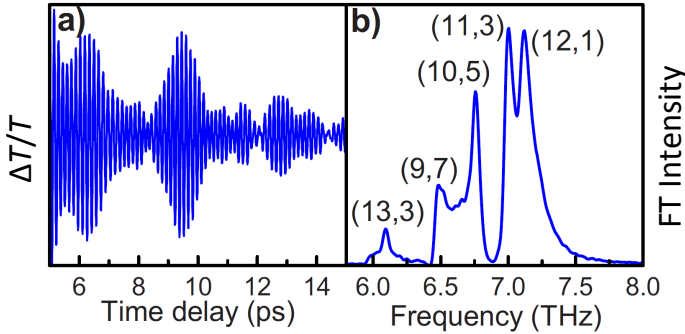 a)
ΔT/T
6 8 10 12 14
Time delay (ps)
b)
(11,3)
(12,1)
(10,5)
(9,7)
(13,3)
FT Intensity
6.0 6.5 7.0 7.5 8.0
Frequency (THz)